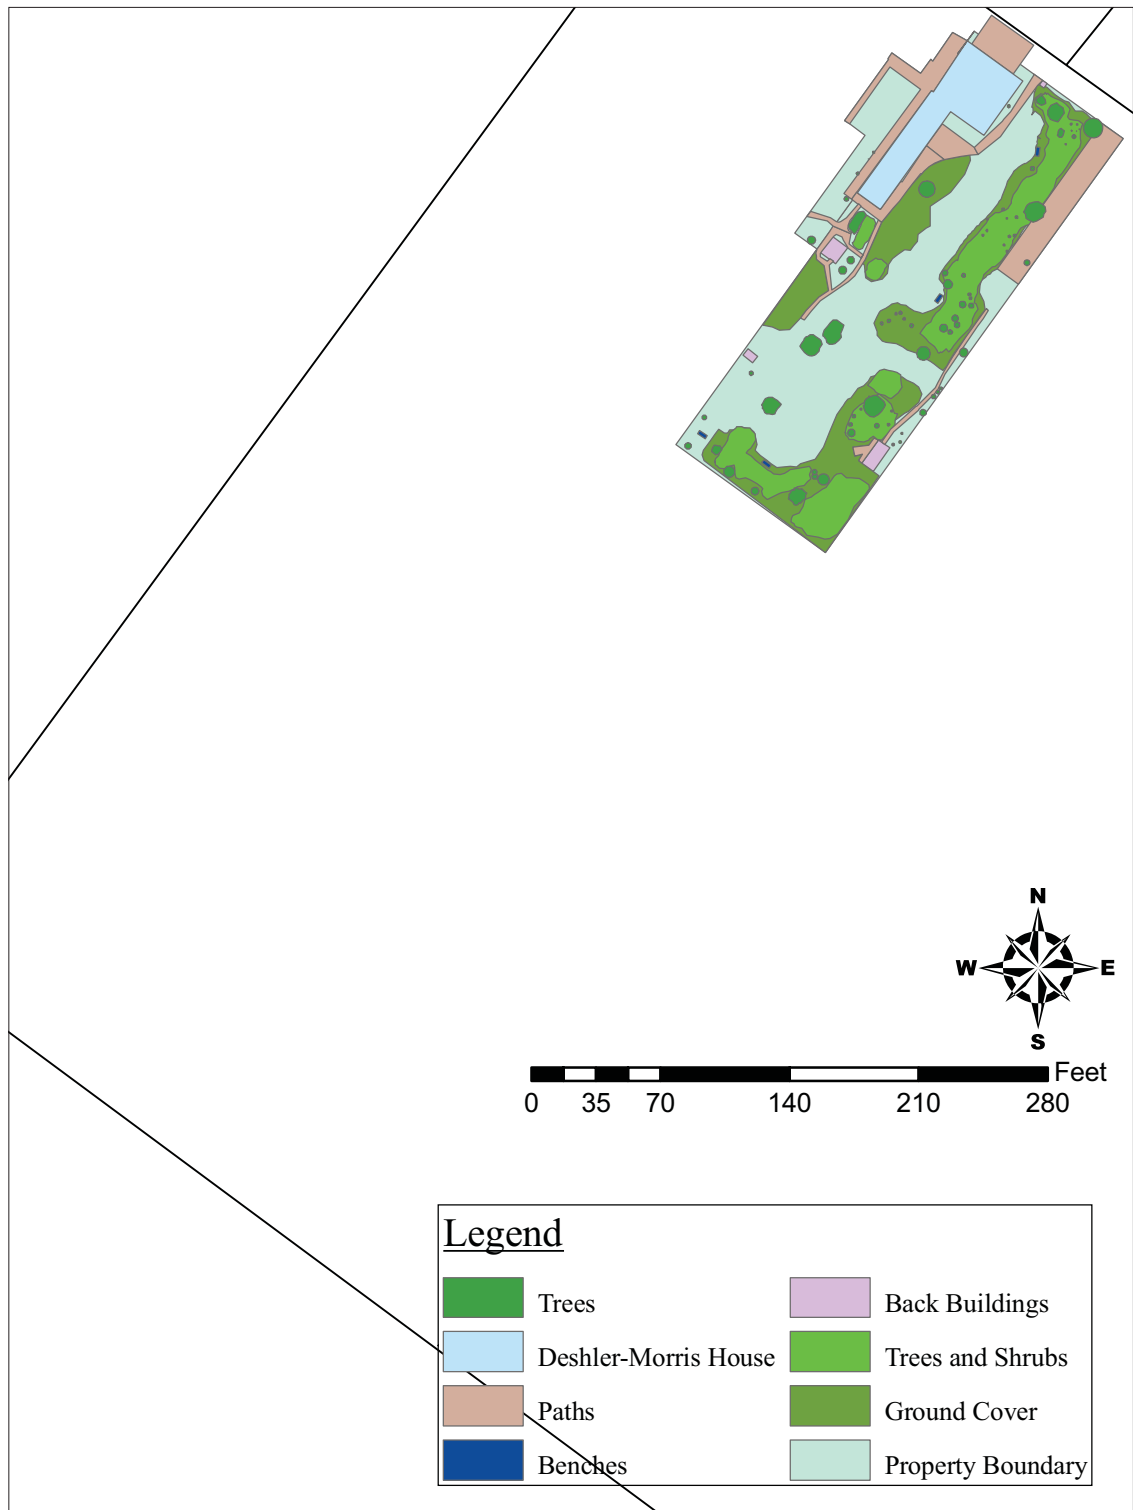 N
W E
S
Feet
0 35 70 140 210 280
Legend
Trees
Deshler-Morris House
Paths
Benches
Back Buildings
Trees and Shrubs
Ground Cover
Property Boundary